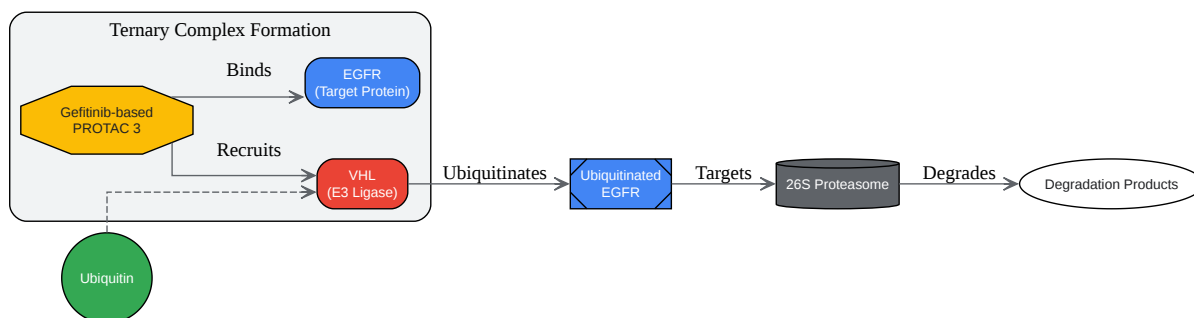 Ternary Complex Formation
Binds
EGFR
(Target Protein)
Gefitinib-based
PROTAC 3
Recruits
VHL
(E3 Ligase)
Ubiquitinates
Ubiquitinated
EGFR
Targets
26S Proteasome
Degrades
Degradation Products
Ubiquitin